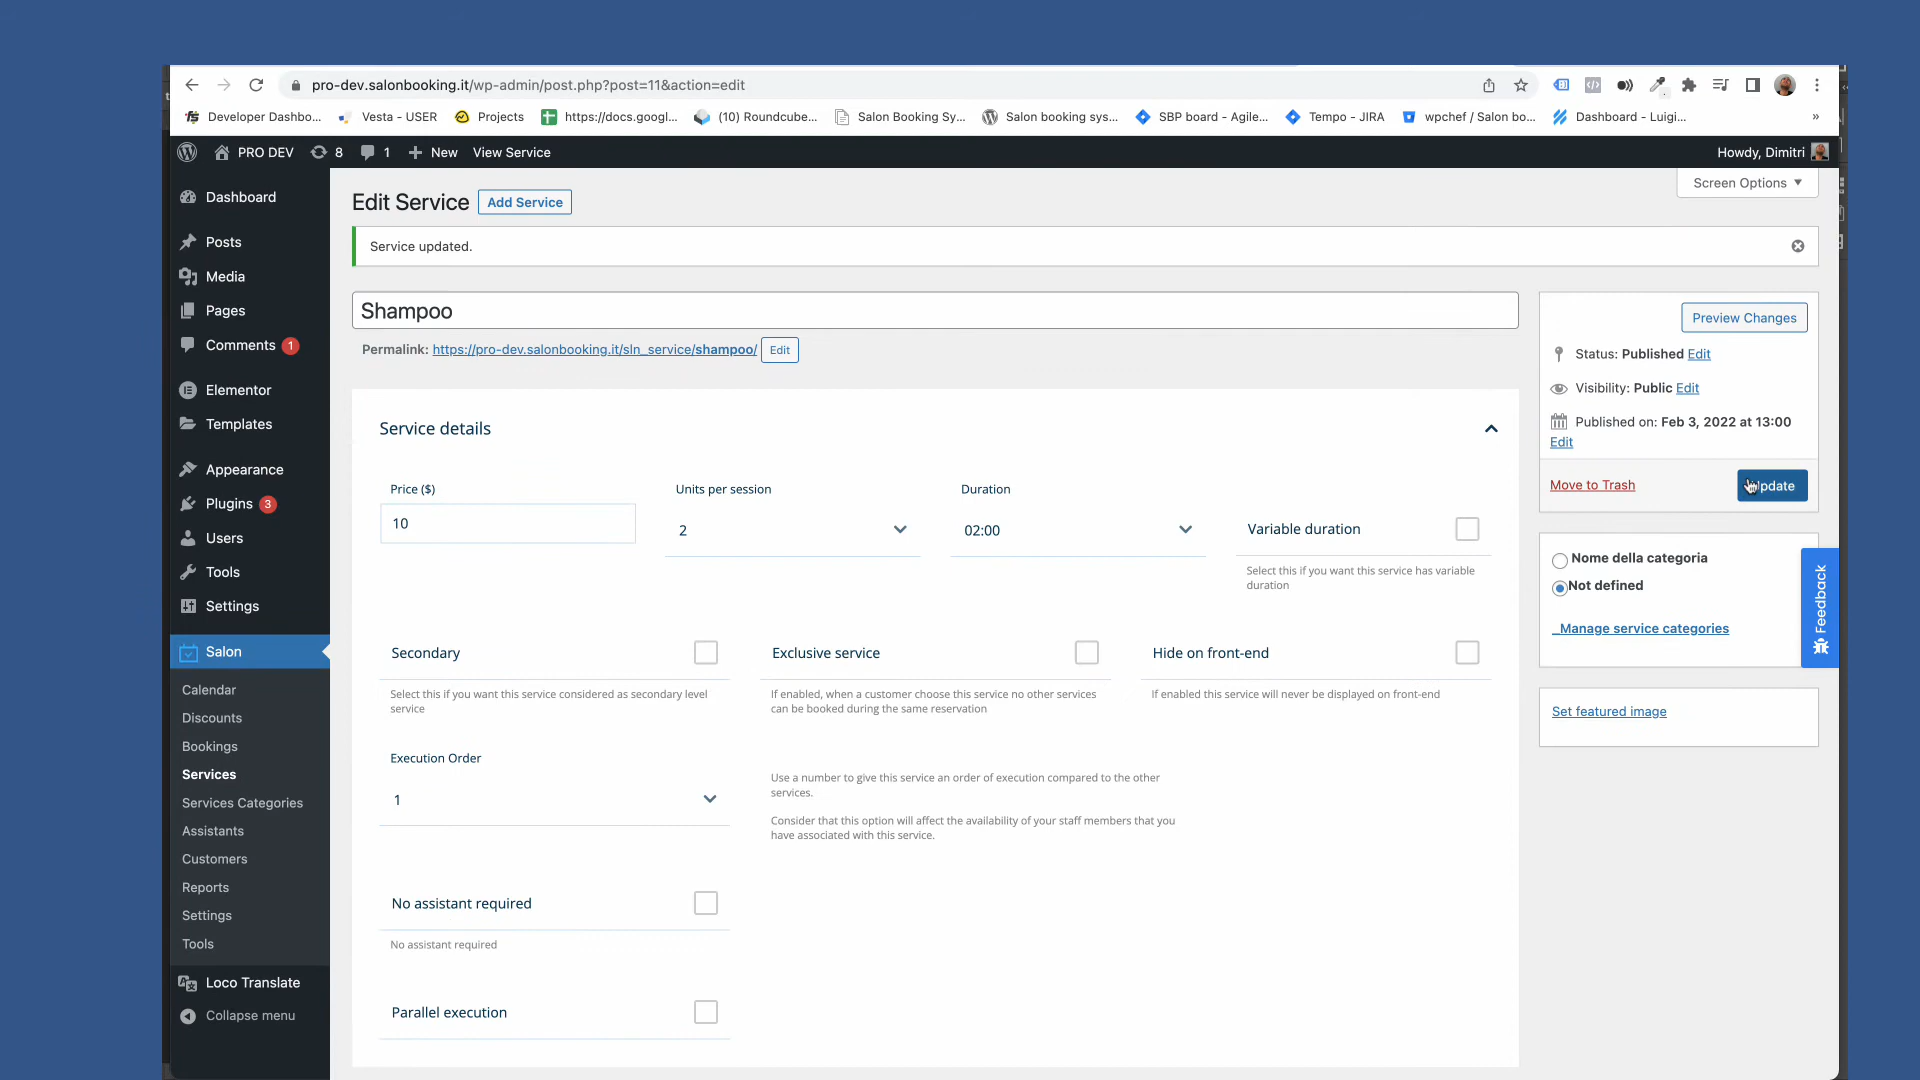 pro-dev.salonbooking.it/wp-admin/post.php?post=11&action=edit
Developer Dashbo...
Vesta - USER
Projects
https://docs.googl...
(10) Roundcube...
Salon Booking Sy...
Salon booking sys...
SBP board - Agile...
Tempo - JIRA
wpchef / Salon bo...
Dashboard - Luigi...
»
PRO DEV
8
1
New
View Service
Howdy, Dimitri
Dashboard
Posts
Media
Pages
Comments 1
Elementor
Templates
Appearance
Plugins 3
Users
Tools
Settings
Salon
Calendar
Discounts
Bookings
Services
Services Categories
Assistants
Customers
Reports
Settings
Tools
Loco Translate
Collapse menu
Screen Options
Edit Service
Add Service
Service updated.
Shampoo
Permalink: https://pro-dev.salonbooking.it/sln_service/shampoo/ Edit
Service details
Price ($)
10
Units per session
2
Duration
02:00
Variable duration
Select this if you want this service has variable
duration
Secondary
Select this if you want this service considered as secondary level
service
Exclusive service
If enabled, when a customer choose this service no other services
can be booked during the same reservation
Hide on front-end
If enabled this service will never be displayed on front-end
Execution Order
1
Use a number to give this service an order of execution compared to the other
services.
Consider that this option will affect the availability of your staff members that you
have associated with this service.
No assistant required
No assistant required
Parallel execution
Preview Changes
Status: Published Edit
Visibility: Public Edit
Published on: Feb 3, 2022 at 13:00
Edit
Move to Trash
Update
Nome della categoria
Not defined
_Manage service categories
Set featured image
Feedback